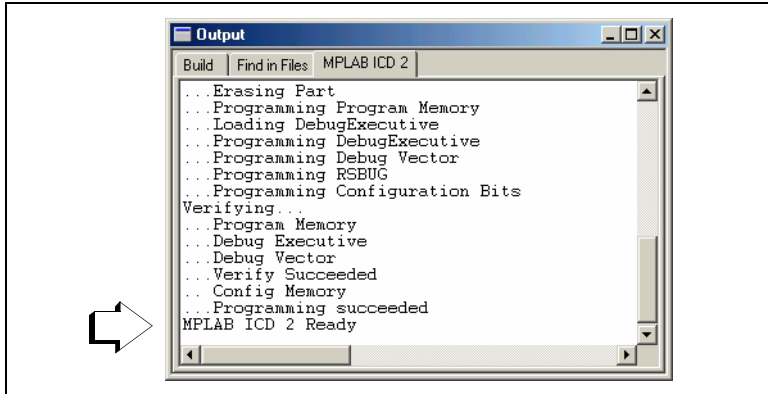 Output
Build Find in Files MPLAB ICD 2
...Erasing Part
...Programming Program Memory
...Loading DebugExecutive
...Programming DebugExecutive
...Programming Debug Vector
...Programming RSBUG
...Programming Configuration Bits
Verifying...
...Program Memory
...Debug Executive
...Debug Vector
...Verify Succeeded
.. Config Memory
...Programming succeeded
MPLAB ICD 2 Ready